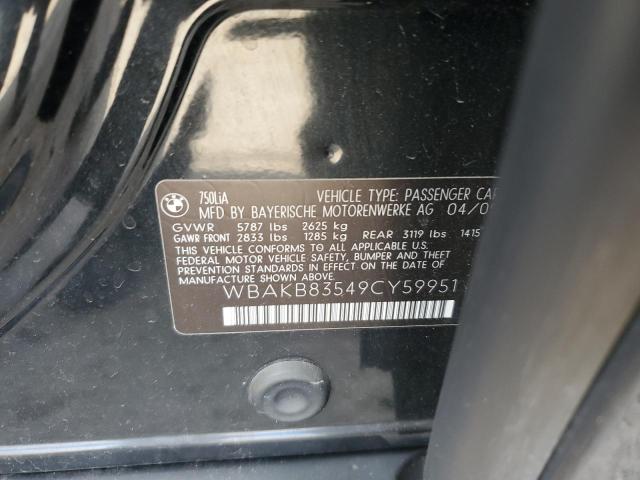 BMW
750LiA
VEHICLE TYPE: PASSENGER CAR
MFD BY BAYERISCHE MOTORENWERKE AG 04/0
GVWR 5787 lbs 2625 kg
GAWR FRONT 2833 lbs 1285 kg REAR 3119 lbs 1415
THIS VEHICLE CONFORMS TO ALL APPLICABLE U.S.
FEDERAL MOTOR VEHICLE SAFETY, BUMPER AND THEFT
PREVENTION STANDARDS IN EFFECT ON THE DATE OF
MANUFACTURE SHOWN ABOVE.
WBAKB83549CY59951